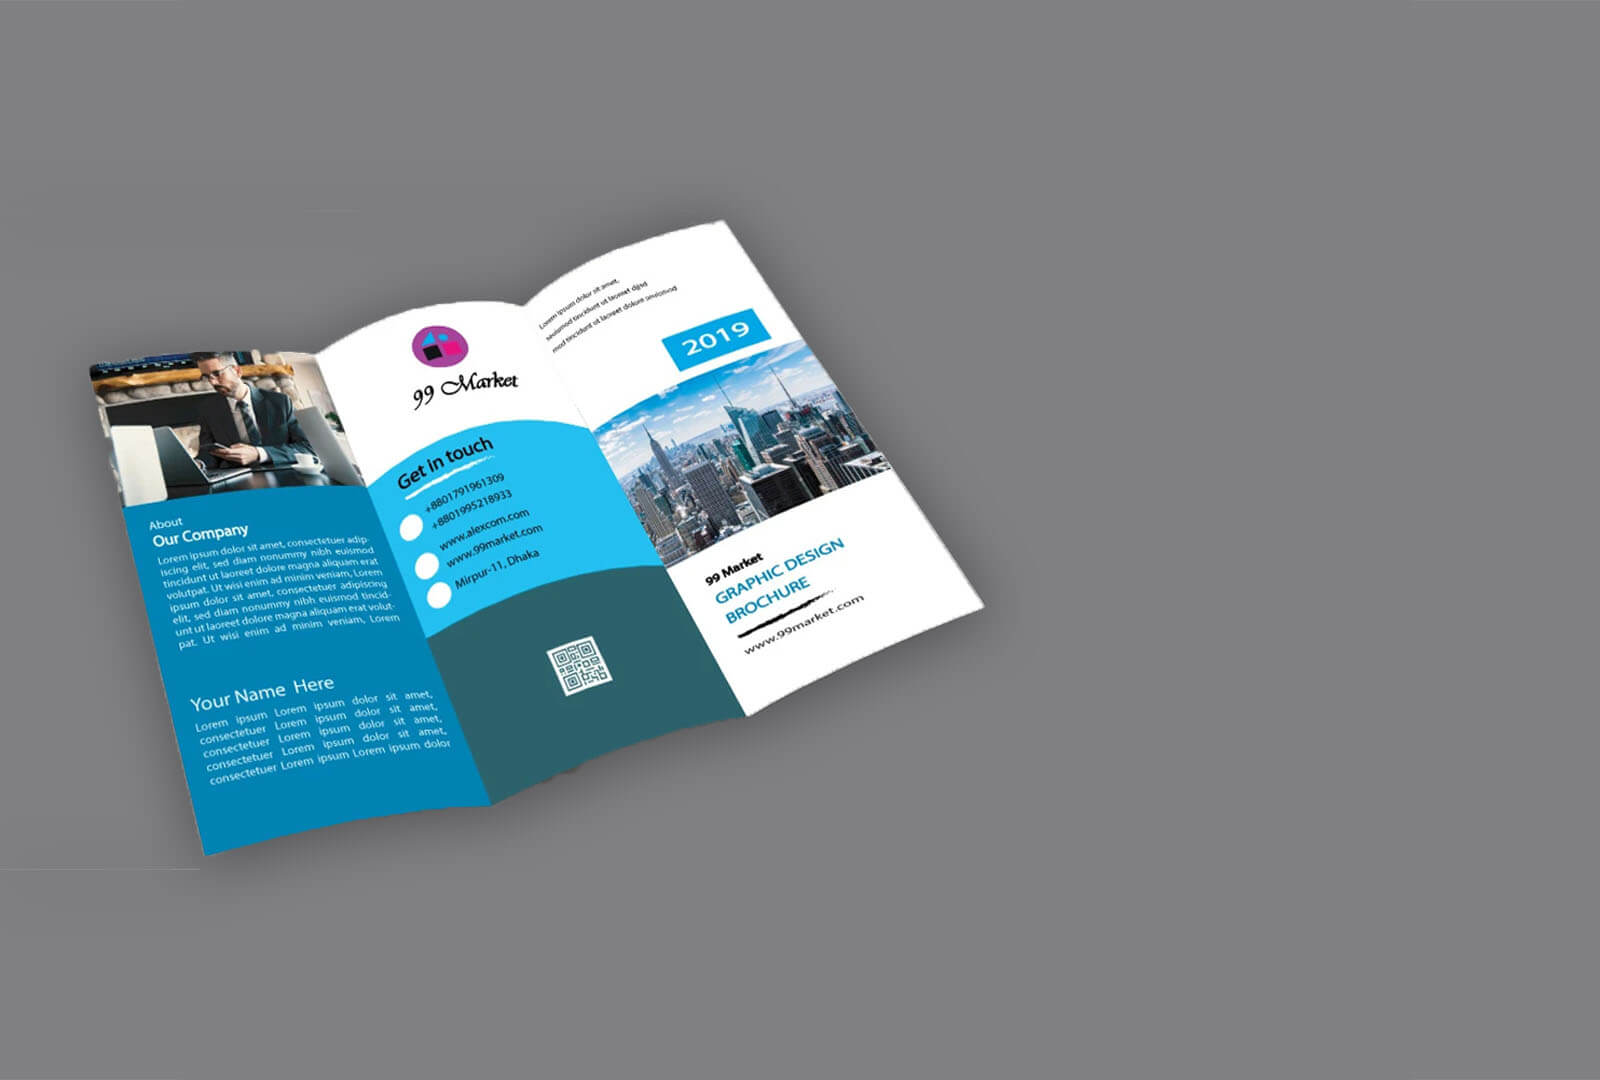 About
Our Company
Lorem ipsum dolor sit amet, consectetuer adip-
iscing elit, sed diam nonummy nibh euismod
tincidunt ut laoreet dolore magna aliquam erat
volutpat. Ut wisi enim ad minim veniam, Lorem
ipsum dolor sit amet, consectetuer adipiscing
elit, sed diam nonummy nibh euismod tincid-
unt ut laoreet dolore magna aliquam erat volut-
pat. Ut wisi enim ad minim veniam, Lorem
Your Name Here
Lorem ipsum Lorem ipsum dolor sit amet,
consectetuer Lorem ipsum dolor sit amet,
consectetuer Lorem ipsum dolor sit amet,
consectetuer Lorem ipsum dolor sit amet,
consectetuer Lorem ipsum Lorem ipsum dolor
99 Market
Get in touch
+8801791961309
+8801995218933
www.alexcom.com
www.99market.com
Mirpur-11, Dhaka
Lorem ipsum dolor sit amet,
tincidunt ut laoreet
mod tincidunt ut laoreet dolore
2019
99 Market
GRAPHIC DESIGN
BROCHURE
www.99market.com